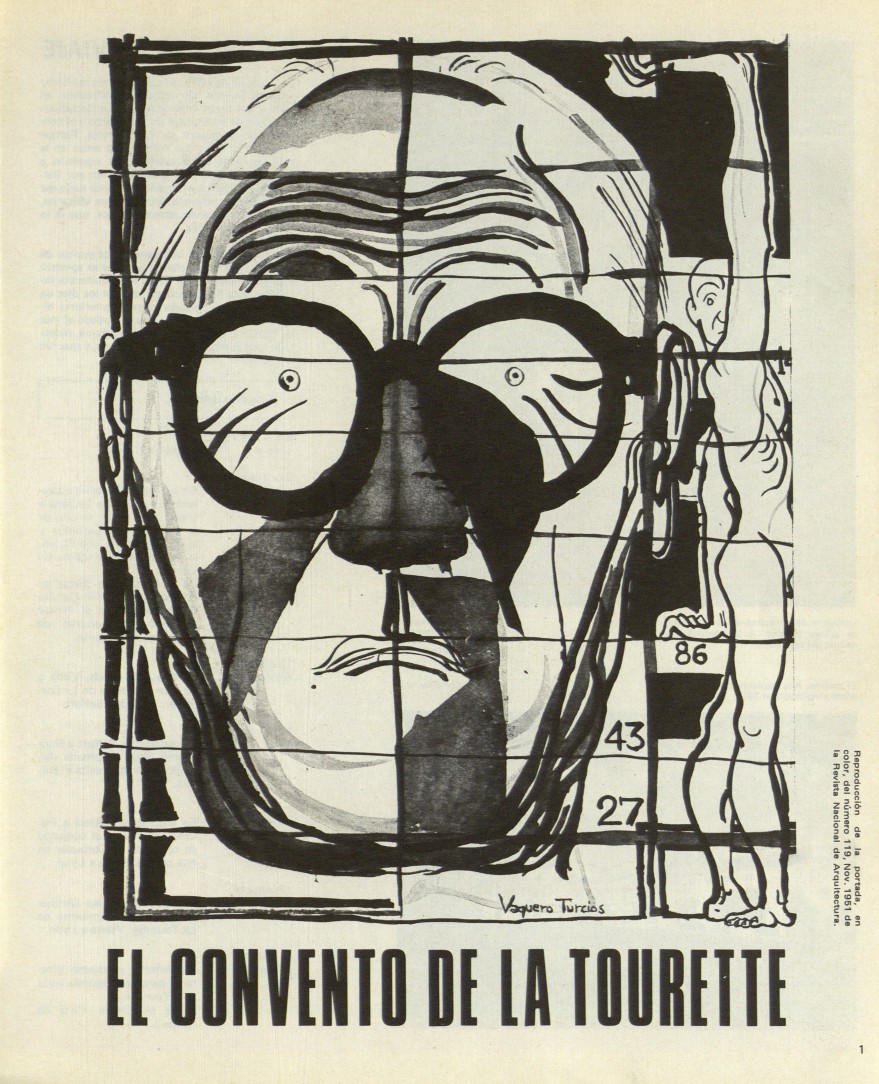 86
43
27
Vaquero Turcios
EL CONVENTO DE LA TOURETTE
Reproducción de la portada, en
color, del número 119, Nov. 1951 de
la Revista Nacional de Arquitectura.
1